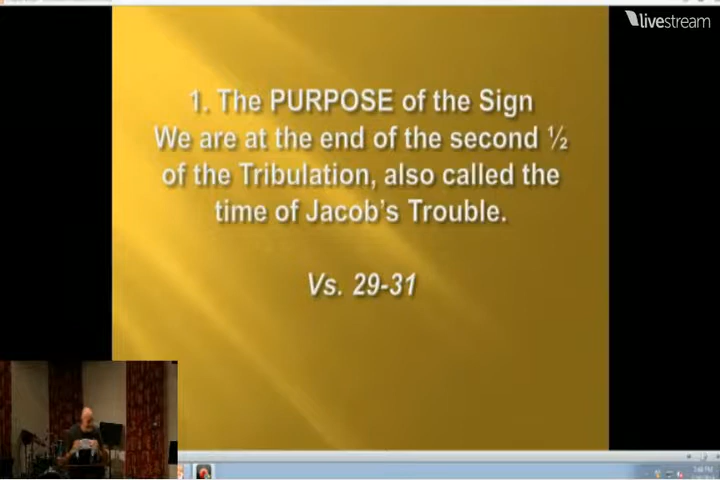 livestream
1. The PURPOSE of the Sign
We are at the end of the second ½
of the Tribulation, also called the
time of Jacob's Trouble.
Vs. 29-31